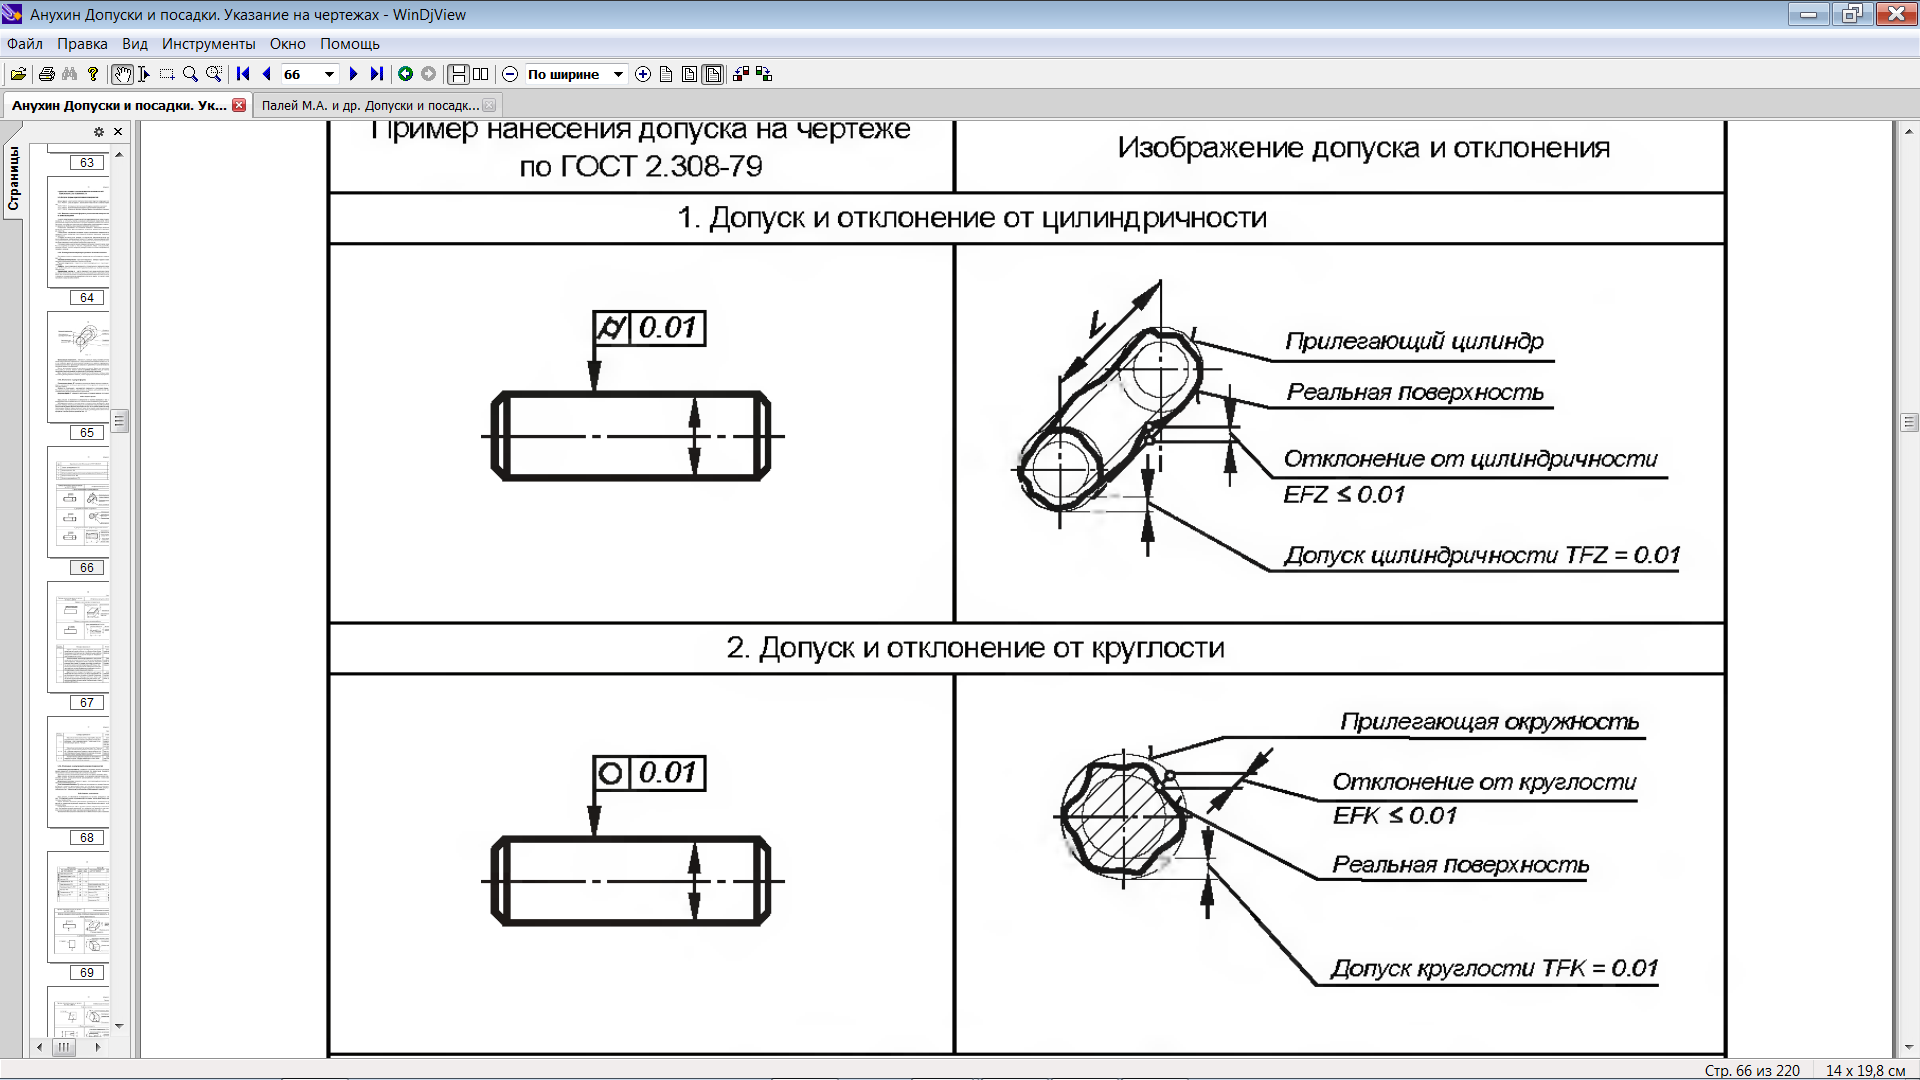 Анухин Допуски и посадки. Указание на чертежах - WinDjView
Файл Правка Вид Инструменты Окно Помощь
66
По ширине
Анухин Допуски и посадки. Ук...
Палей М.А. и др. Допуски и посадк...
Страницы
63
64
65
66
67
68
69
Пример нанесения допуска на чертеже
по ГОСТ 2.308-79
Изображение допуска и отклонения
1. Допуск и отклонение от цилиндричности
0.01
L
Прилегающий цилиндр
Реальная поверхность
Отклонение от цилиндричности
EFZ ≤ 0.01
Допуск цилиндричности TFZ = 0.01
2. Допуск и отклонение от круглости
0.01
Прилегающая окружность
Отклонение от круглости
EFK ≤ 0.01
Реальная поверхность
Допуск круглости TFK = 0.01
Стр. 66 из 220
14 x 19,8 см